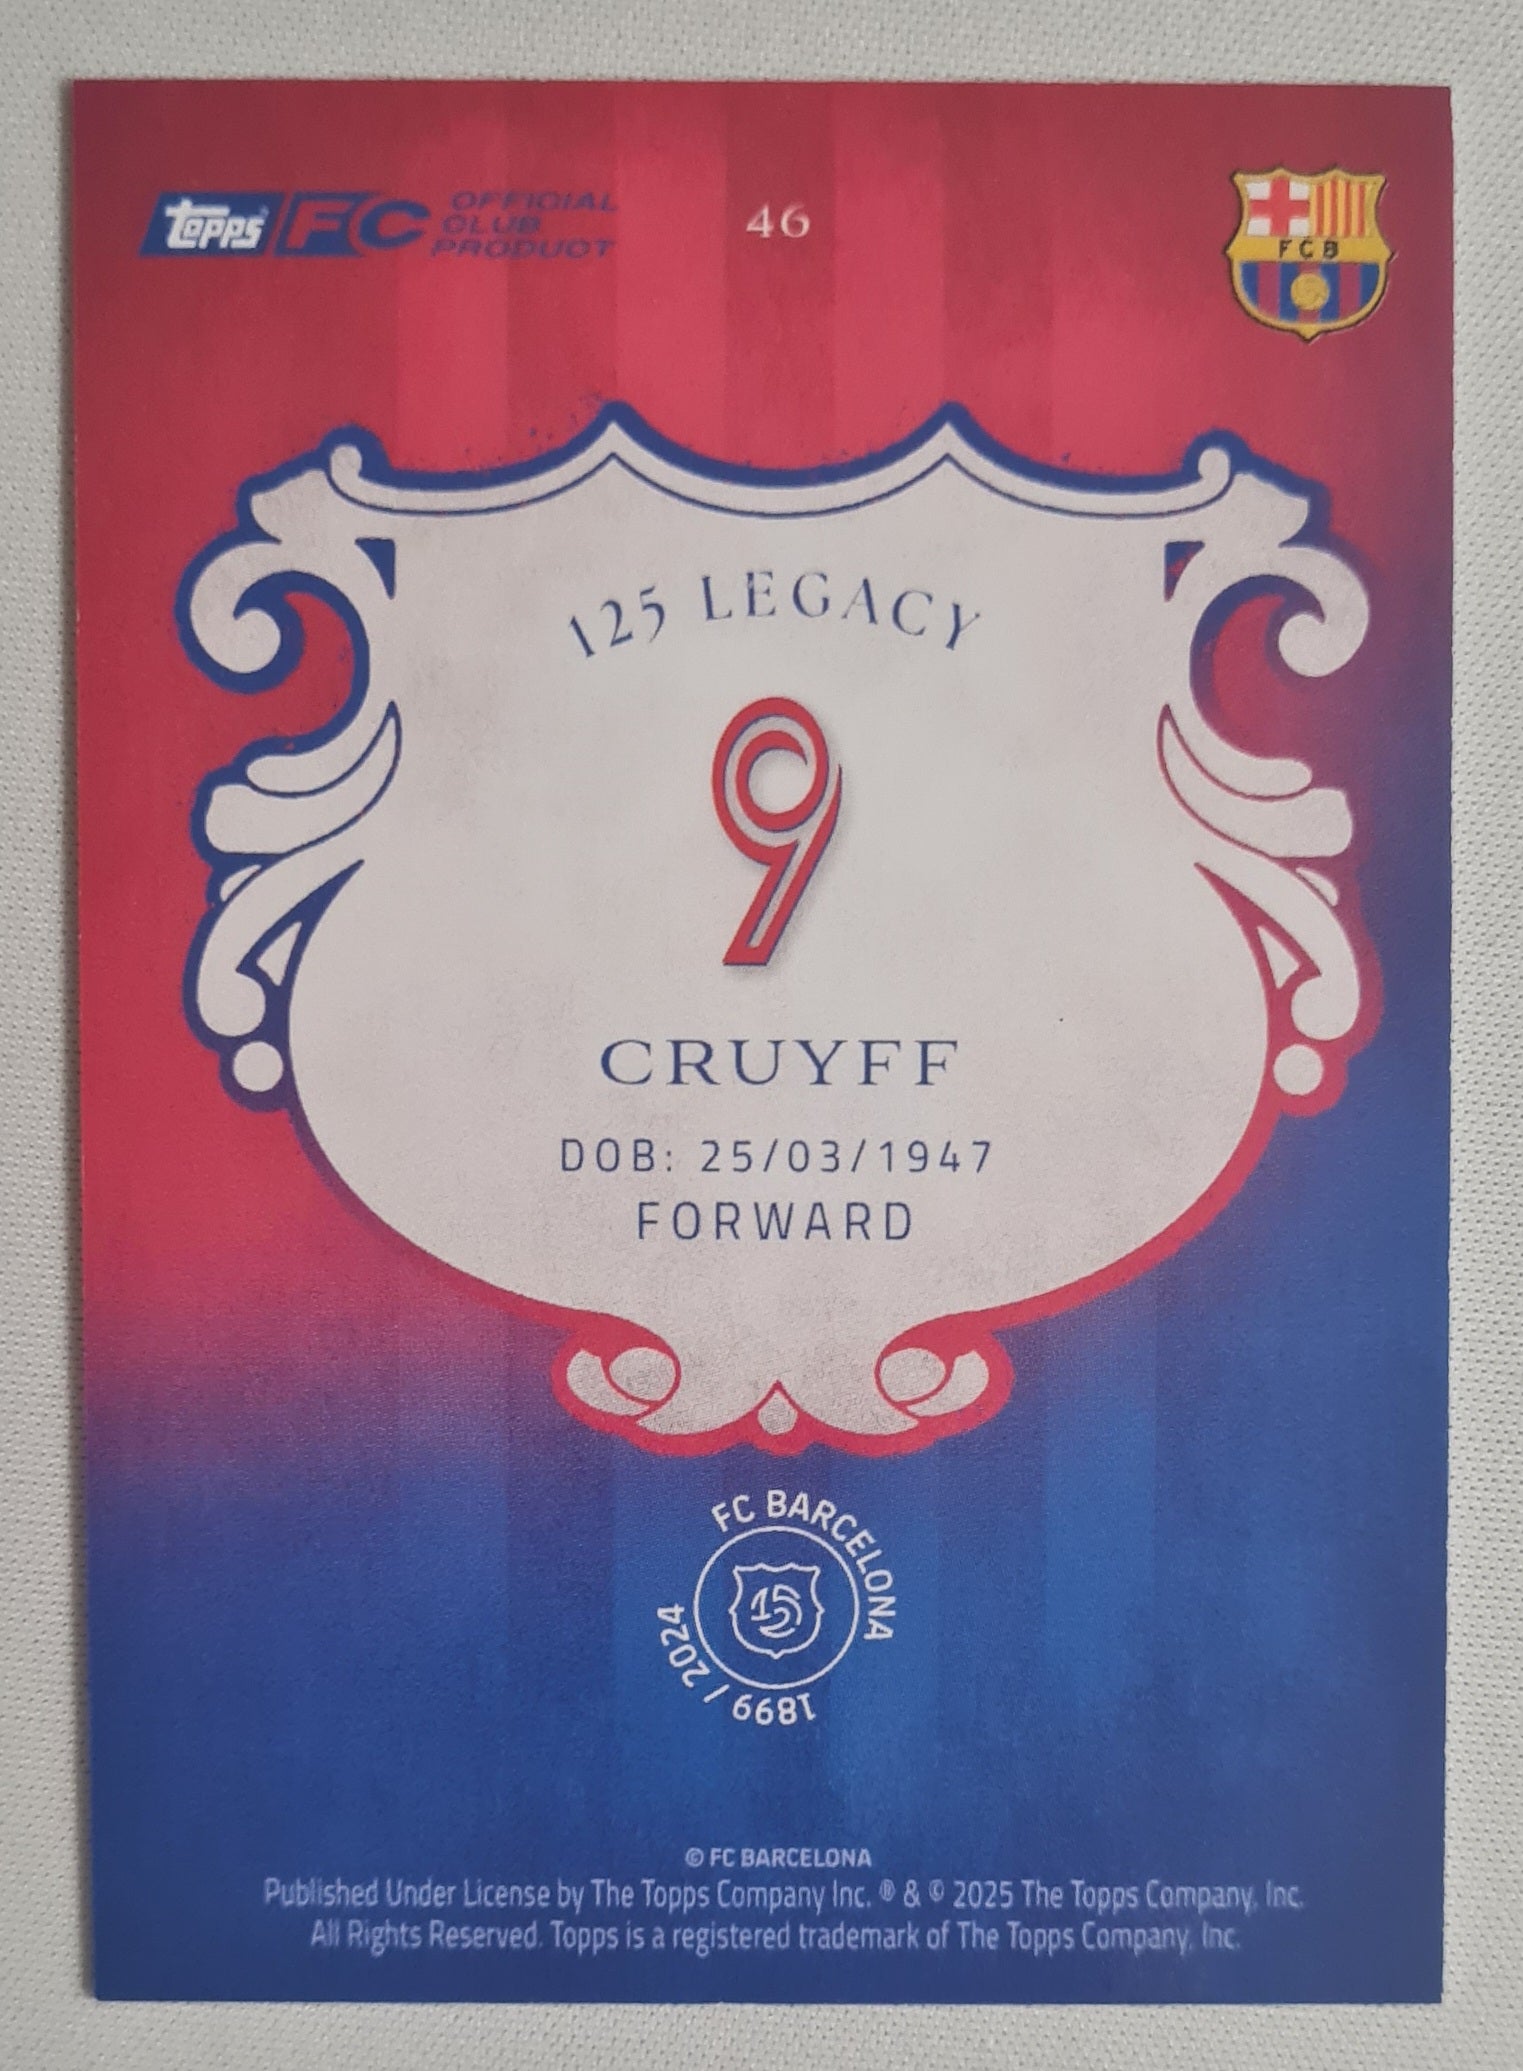 topps FC OFFICIAL
CLUB
PRODUCT
46
FCB
125 LEGACY
9
CRUYFF
DOB: 25/03/1947
FORWARD
FC BARCELONA
125
1899 / 2024
© FC BARCELONA
Published Under License by The Topps Company Inc. ® & © 2025 The Topps Company, Inc.
All Rights Reserved. Topps is a registered trademark of The Topps Company, Inc.